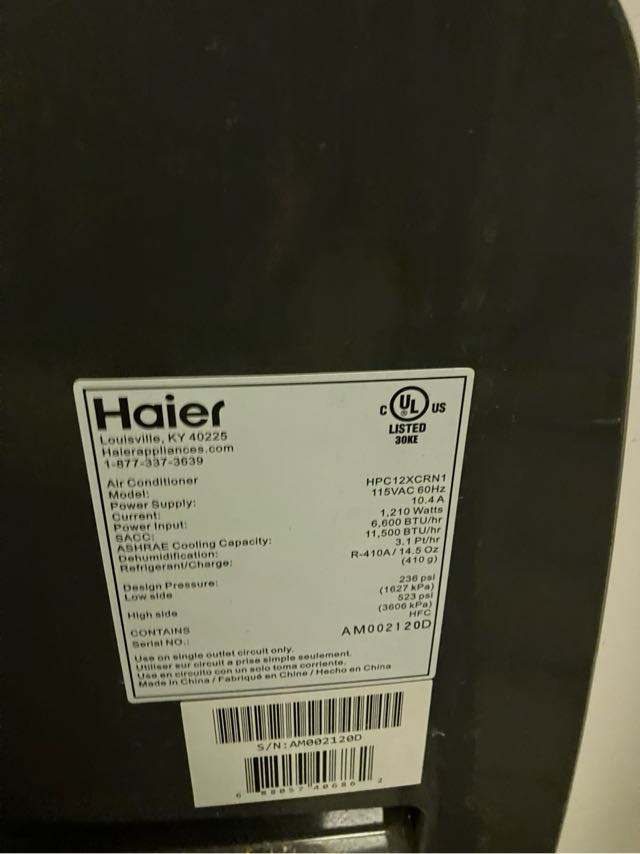 Haier
Louisville, KY 40225
Haierappliances.com
1-877-337-3639
C UL US
LISTED
30KE
Air Conditioner
Model: HPC12XCRN1
Power Supply: 115VAC 60Hz
Current: 10.4 A
Power Input: 1,210 Watts
SACC: 6,600 BTU/hr
ASHRAE Cooling Capacity: 11,500 BTU/hr
Dehumidification: 3.1 Pt/hr
Refrigerant/Charge: R-410A / 14.5 Oz
(410 g)
Design Pressure:
Low side 236 psi
(1627 kPa)
High side 523 psi
(3606 kPa)
CONTAINS HFC
Serial NO.: AM002120D
Use on single outlet circuit only.
Utiliser sur circuit a prise simple seulement.
Use en circuito con un solo toma corriente.
Made in China / Fabriqué en Chine / Hecho en China
S/N:AM002120D
6 88057 40686 2